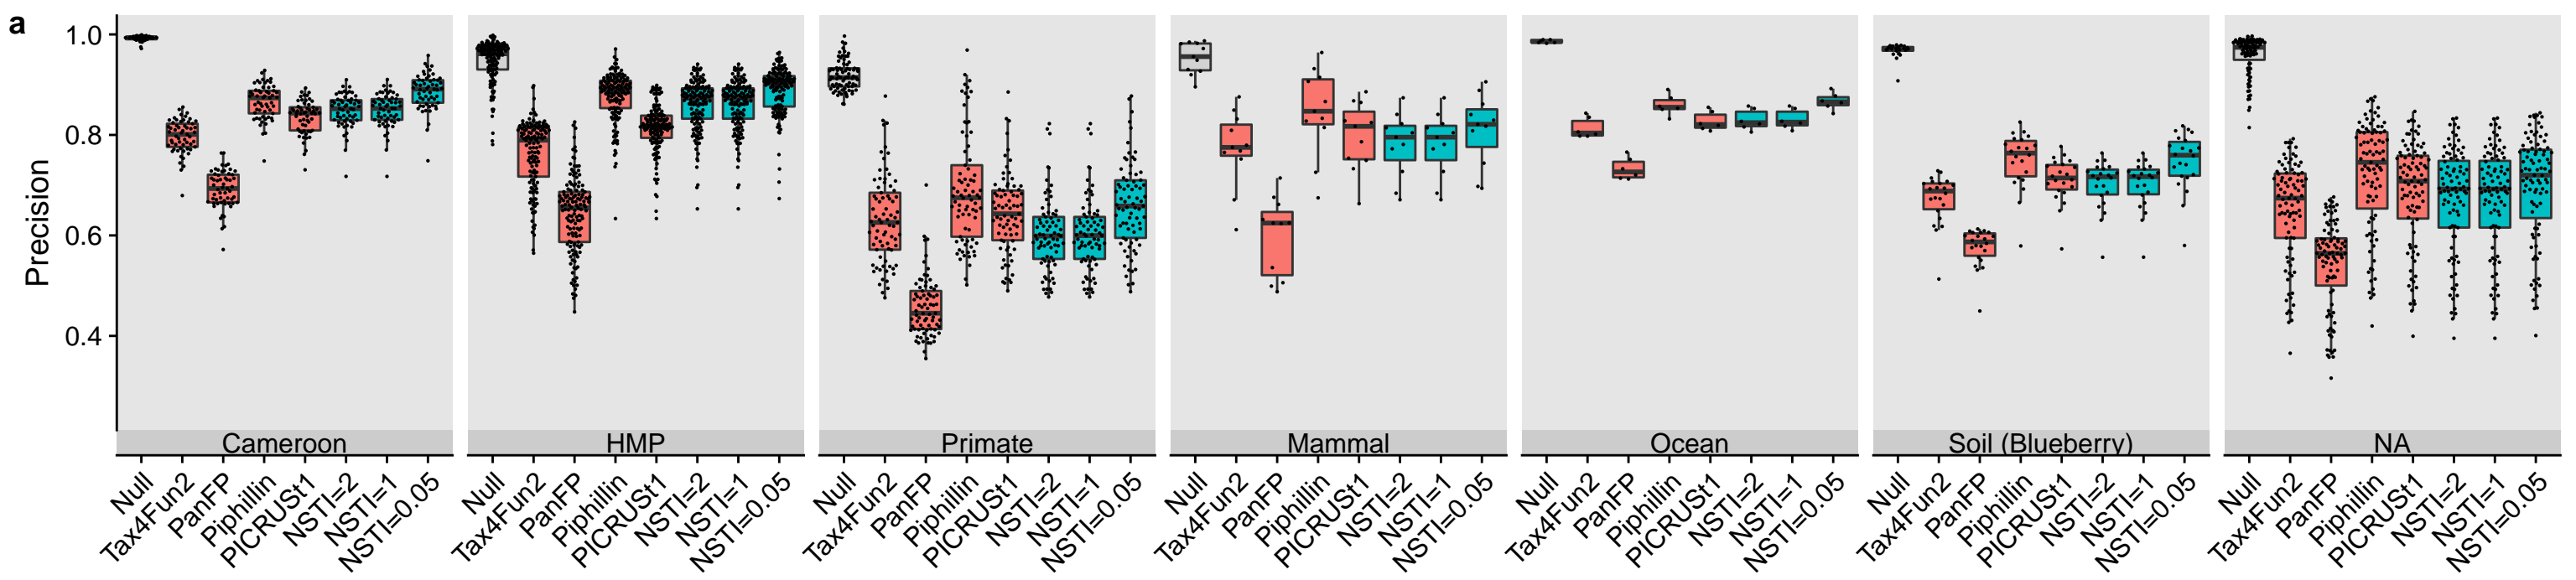 a
Precision
1.0
0.8
0.6
0.4
Cameroon
HMP
Primate
Mammal
Ocean
Soil (Blueberry)
NA
Null
Tax4Fun2
PanFP
Piphillin
PICRUSt1
NSTI=2
NSTI=1
NSTI=0.05
Null
Tax4Fun2
PanFP
Piphillin
PICRUSt1
NSTI=2
NSTI=1
NSTI=0.05
Null
Tax4Fun2
PanFP
Piphillin
PICRUSt1
NSTI=2
NSTI=1
NSTI=0.05
Null
Tax4Fun2
PanFP
Piphillin
PICRUSt1
NSTI=2
NSTI=1
NSTI=0.05
Null
Tax4Fun2
PanFP
Piphillin
PICRUSt1
NSTI=2
NSTI=1
NSTI=0.05
Null
Tax4Fun2
PanFP
Piphillin
PICRUSt1
NSTI=2
NSTI=1
NSTI=0.05
Null
Tax4Fun2
PanFP
Piphillin
PICRUSt1
NSTI=2
NSTI=1
NSTI=0.05